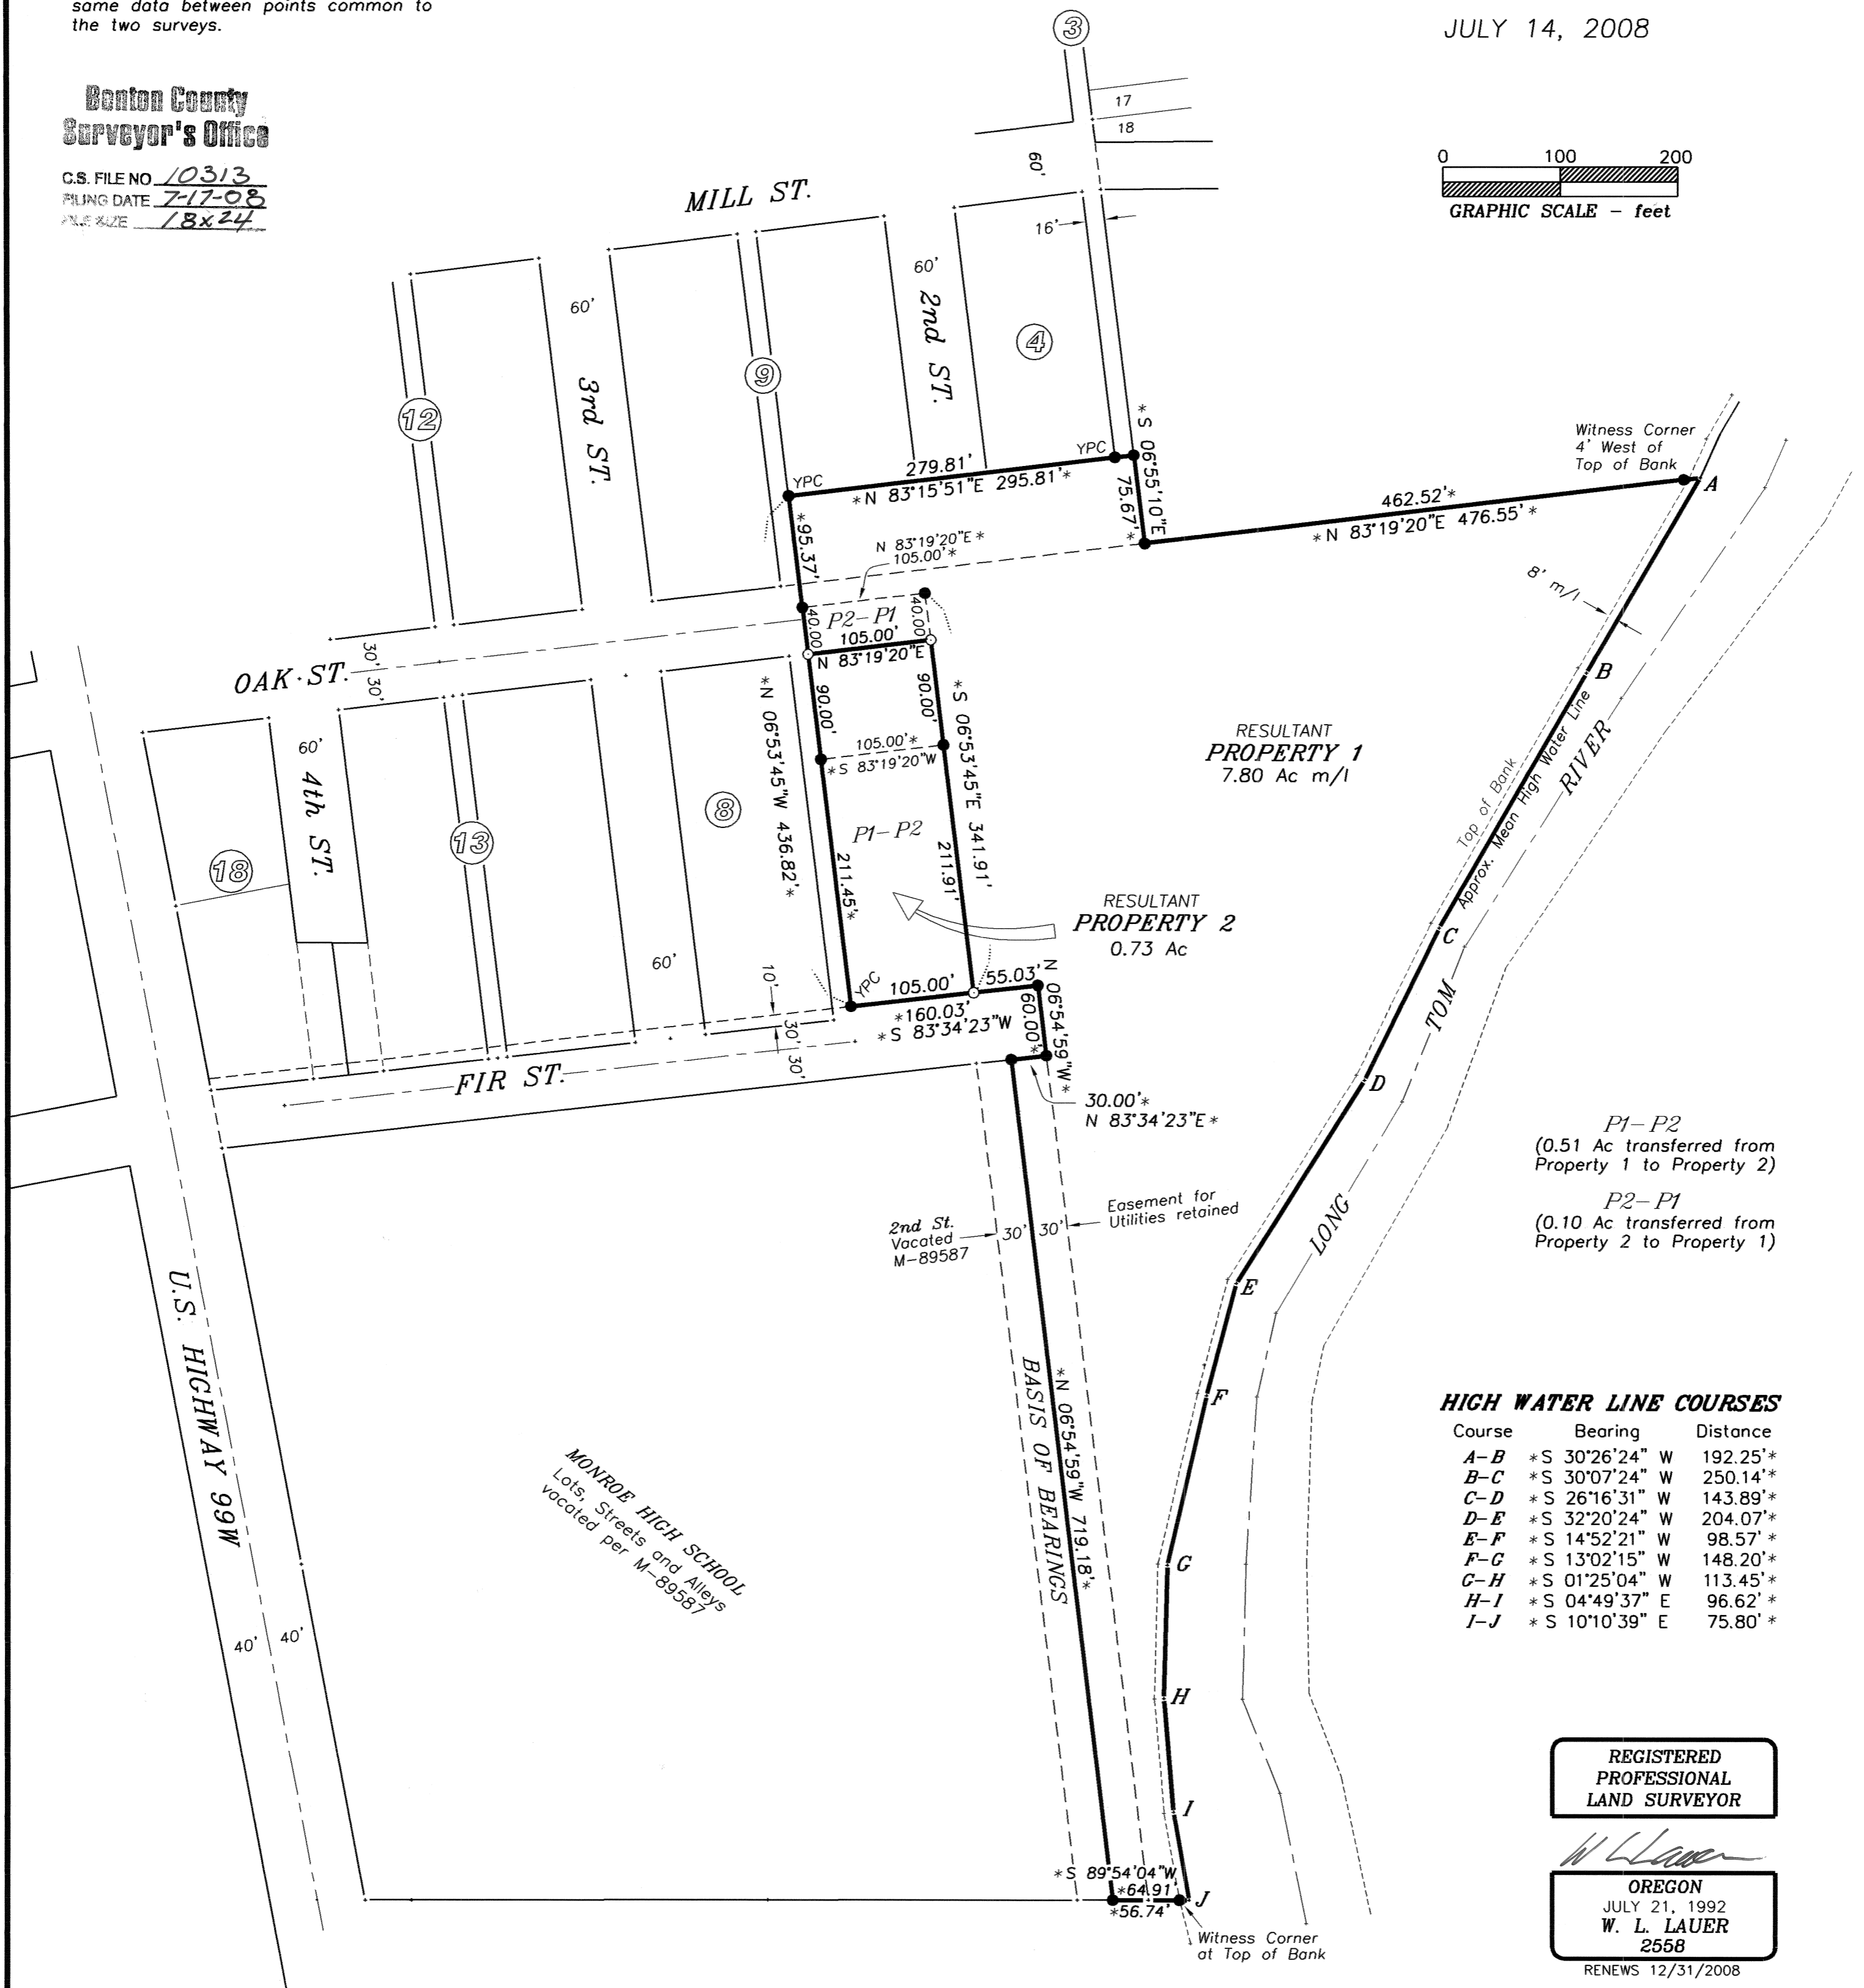 same data between points common to
the two surveys.
JULY 14, 2008
Benton County
Surveyor's Office
C.S. FILE NO 10313
FILING DATE 7-17-08
FILE SIZE 18x24
0 100 200
GRAPHIC SCALE - feet
3
17
18
60'
MILL ST.
16'
60'
2nd ST.
4
60'
3rd ST.
9
12
*S 06°55'10"E
75.67'*
YPC
279.81'
YPC
*N 83°15'51"E 295.81'*
Witness Corner
4' West of
Top of Bank
A
462.52'*
*N 83°19'20"E 476.55'*
*95.37'
N 83°19'20"E*
105.00'*
8' m/l
P2-P1
40.00'
40.00'
105.00'
N 83°19'20"E
30'
30'
OAK ST.
B
90.00'
90.00'
*N 06°53'45"W 436.82'*
*S 06°53'45"E 341.91'
105.00'*
*S 83°19'20"W
RESULTANT
PROPERTY 1
7.80 Ac m/l
60'
4th ST.
Top of Bank
Approx. Mean High Water Line
RIVER
8
13
18
P1-P2
211.45'*
211.91'
RESULTANT
PROPERTY 2
0.73 Ac
C
60'
10'
YPC
105.00'
55.03'
*160.03'
*S 83°34'23"W
N 06°54'59"W*
60.00'*
TOM
30'
30'
FIR ST.
D
30.00'*
N 83°34'23"E*
P1-P2
(0.51 Ac transferred from
Property 1 to Property 2)
P2-P1
(0.10 Ac transferred from
Property 2 to Property 1)
2nd St.
Vacated
M-89587
30' 30'
Easement for
Utilities retained
LONG
E
U.S. HIGHWAY 99W
BASIS OF BEARINGS
*N 06°54'59"W 719.18'*
F
HIGH WATER LINE COURSES
Course Bearing Distance
A-B *S 30°26'24" W 192.25'*
B-C *S 30°07'24" W 250.14'*
C-D *S 26°16'31" W 143.89'*
D-E *S 32°20'24" W 204.07'*
E-F *S 14°52'21" W 98.57'*
F-G *S 13°02'15" W 148.20'*
G-H *S 01°25'04" W 113.45'*
H-I *S 04°49'37" E 96.62'*
I-J *S 10°10'39" E 75.80'*
MONROE HIGH SCHOOL
Lots, Streets and Alleys
vacated per M-89587
G
40' 40'
H
I
REGISTERED
PROFESSIONAL
LAND SURVEYOR
W L Lauer
OREGON
JULY 21, 1992
W. L. LAUER
2558
RENEWS 12/31/2008
*S 89°54'04"W
*64.91'
*56.74'
J
Witness Corner
at Top of Bank